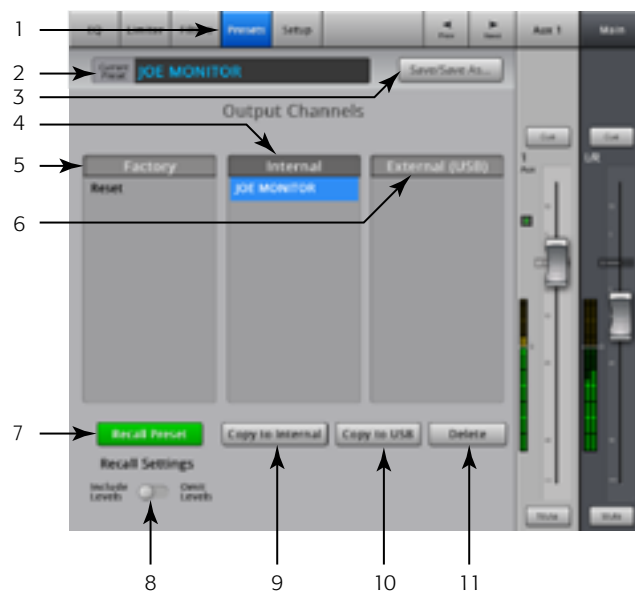 1
EQ Limiter Presets Setup Prev Next Aux 1 Main
2
Current Preset JOE MONITOR Save/Save As...
3
Output Channels
4
Cue Cue
5
Factory Internal External (USB)
1 L/R
Aux
Reset JOE MONITOR
6
7
Recall Preset Copy to Internal Copy to USB Delete
Recall Settings
Include Levels Omit Levels
Mute Mute
8 9 10 11